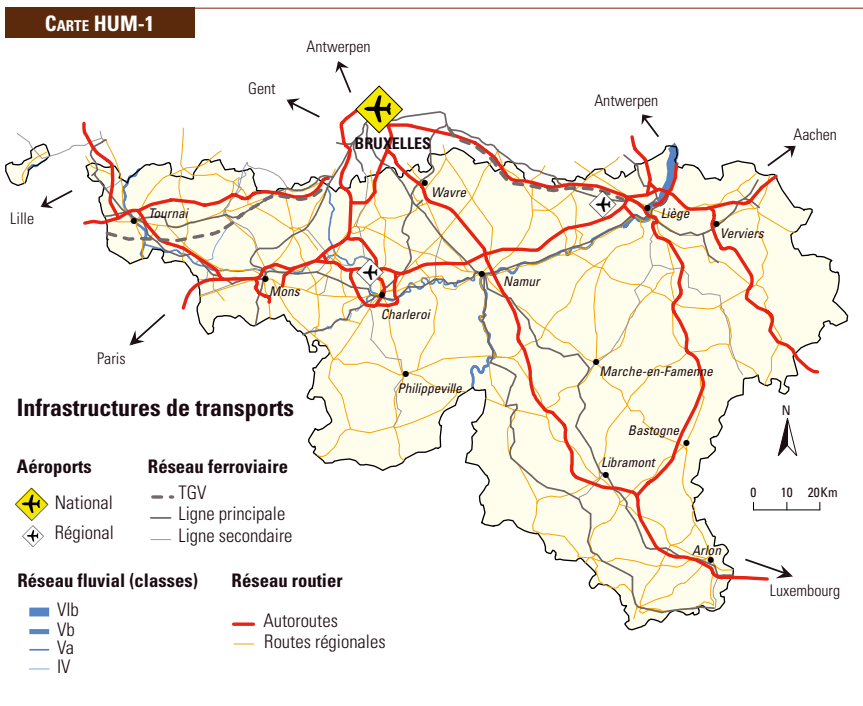 CARTE HUM-1
Antwerpen
Gent
Antwerpen
BRUXELLES
Aachen
Wavre
Lille
Tournai
Liège
Verviers
Mons
Namur
Charleroi
Paris
Marche-en-Famenne
Philippeville
Infrastructures de transports
N
Bastogne
Aéroports
Réseau ferroviaire
Libramont
National
TGV
0 10 20Km
Ligne principale
Régional
Ligne secondaire
Arlon
Luxembourg
Réseau fluvial (classes)
Réseau routier
VIb
Autoroutes
Vb
Routes régionales
Va
IV